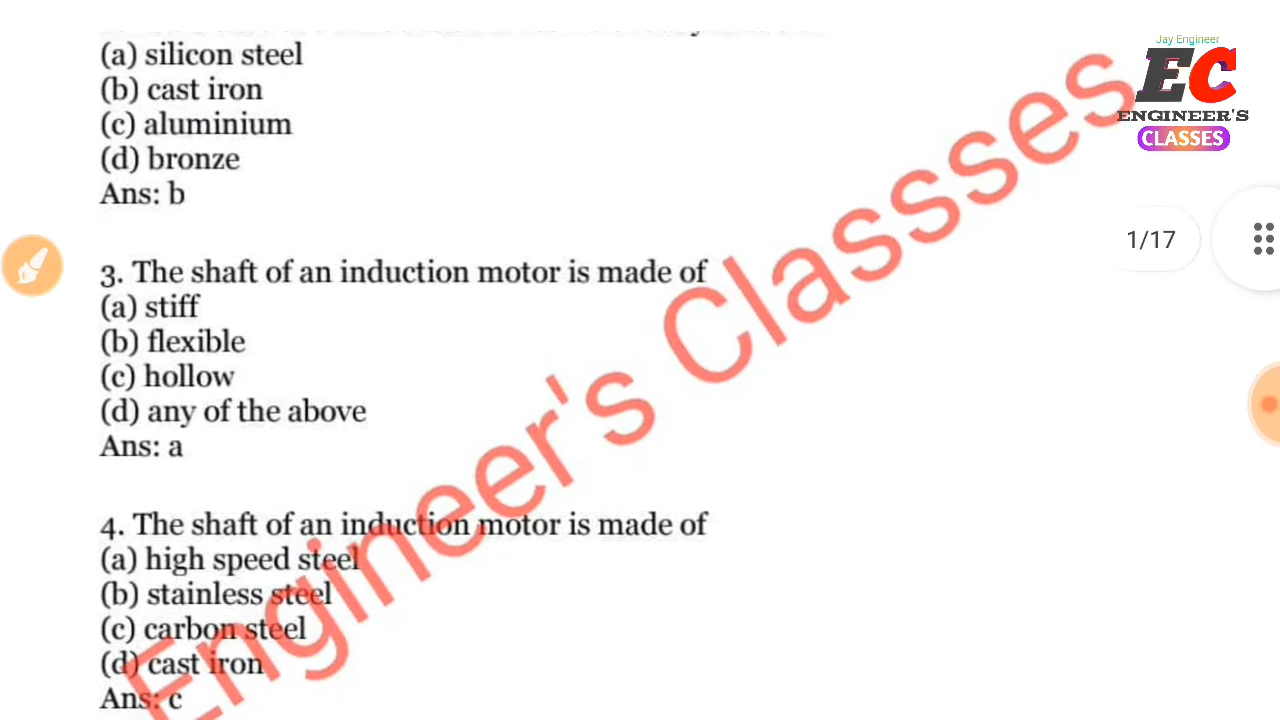 (a) silicon steel
(b) cast iron
(c) aluminium
(d) bronze
Ans: b
3. The shaft of an induction motor is made of
(a) stiff
(b) flexible
(c) hollow
(d) any of the above
Ans: a
4. The shaft of an induction motor is made of
(a) high speed steel
(b) stainless steel
(c) carbon steel
(d) cast iron
Ans: c
Engineer's Classses
Jay Engineer
EC
ENGINEER'S
CLASSES
1/17